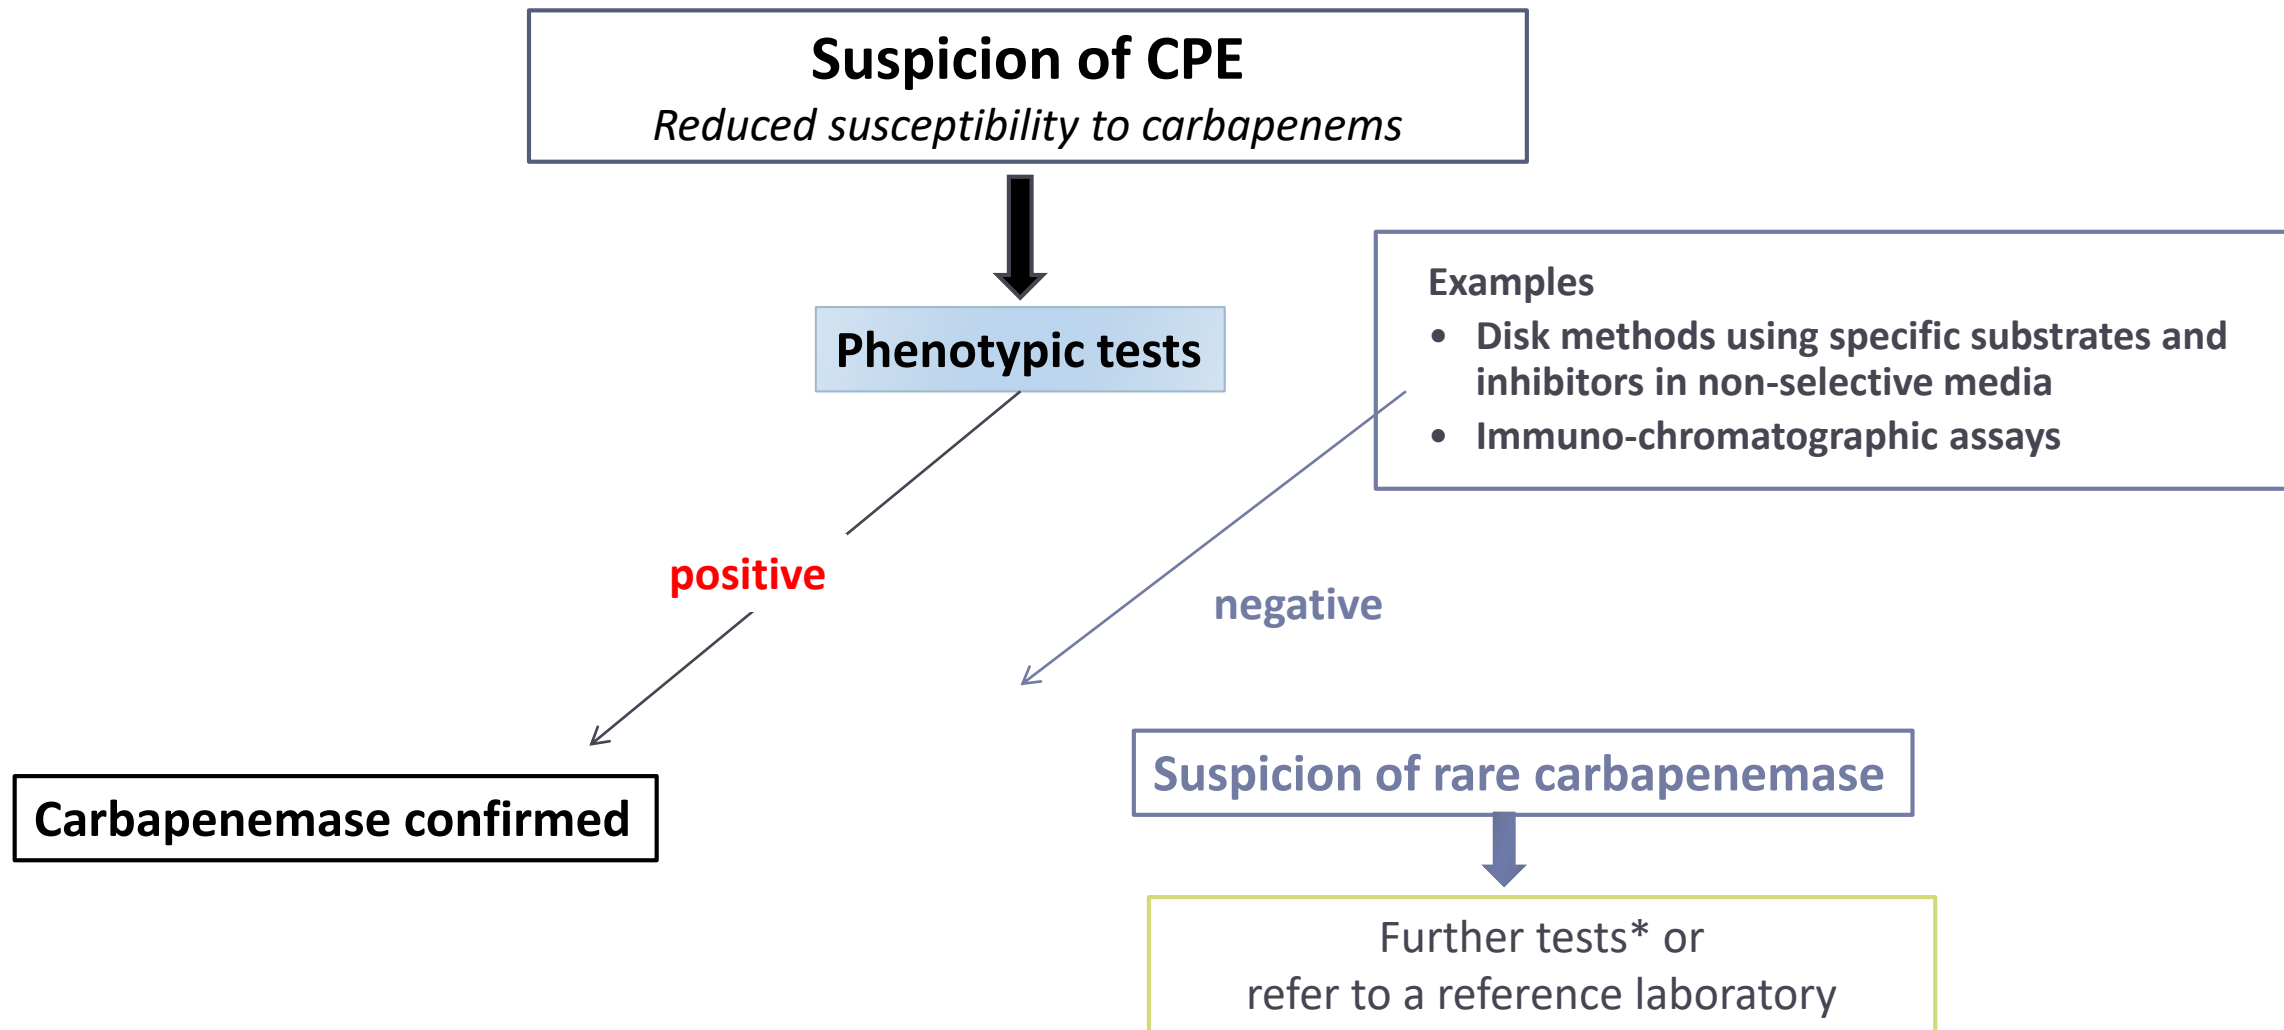 Suspicion of CPE
Reduced susceptibility to carbapenems
Phenotypic tests
Examples
• Disk methods using specific substrates and
inhibitors in non-selective media
• Immuno-chromatographic assays
positive
negative
Suspicion of rare carbapenemase
Carbapenemase confirmed
Further tests* or
refer to a reference laboratory